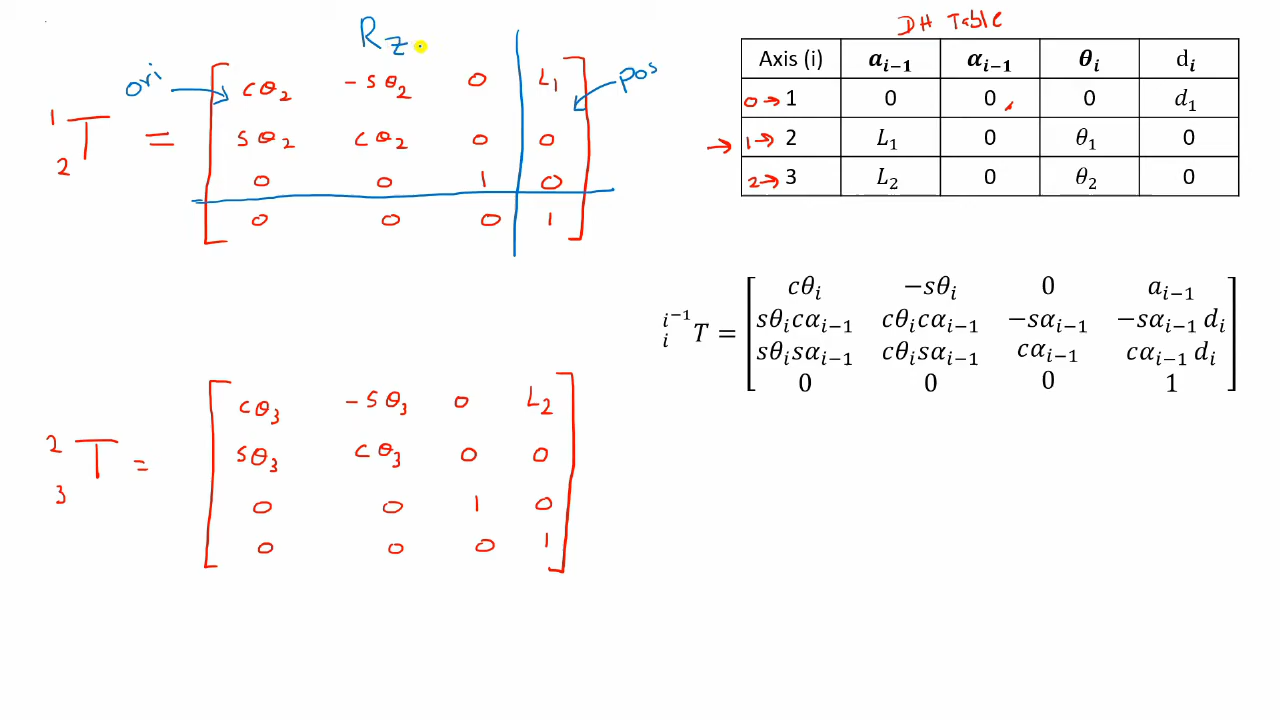 R z
ori
pos
1 2 T =
cθ2 -sθ2 0 L1
sθ2 cθ2 0 0
0 0 1 0
0 0 0 1
2 3 T =
cθ3 -sθ3 0 L2
sθ3 cθ3 0 0
0 0 1 0
0 0 0 1
DH Table
Axis (i) a_{i−1} α_{i−1} θ_i d_i
0→ 1 0 0 0 d_1
→ 1→ 2 L_1 0 θ_1 0
2→ 3 L_2 0 θ_2 0
i−1 i T =
cθ_i −sθ_i 0 a_{i−1}
sθ_i cα_{i−1} cθ_i cα_{i−1} −sα_{i−1} −sα_{i−1} d_i
sθ_i sα_{i−1} cθ_i sα_{i−1} cα_{i−1} cα_{i−1} d_i
0 0 0 1